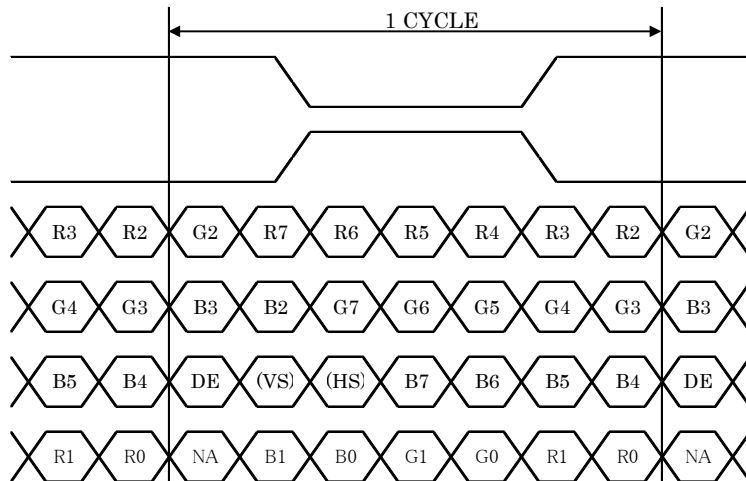 1 CYCLE
R3 R2 G2 R7 R6 R5 R4 R3 R2 G2
G4 G3 B3 B2 G7 G6 G5 G4 G3 B3
B5 B4 DE (VS) (HS) B7 B6 B5 B4 DE
R1 R0 NA B1 B0 G1 G0 R1 R0 NA